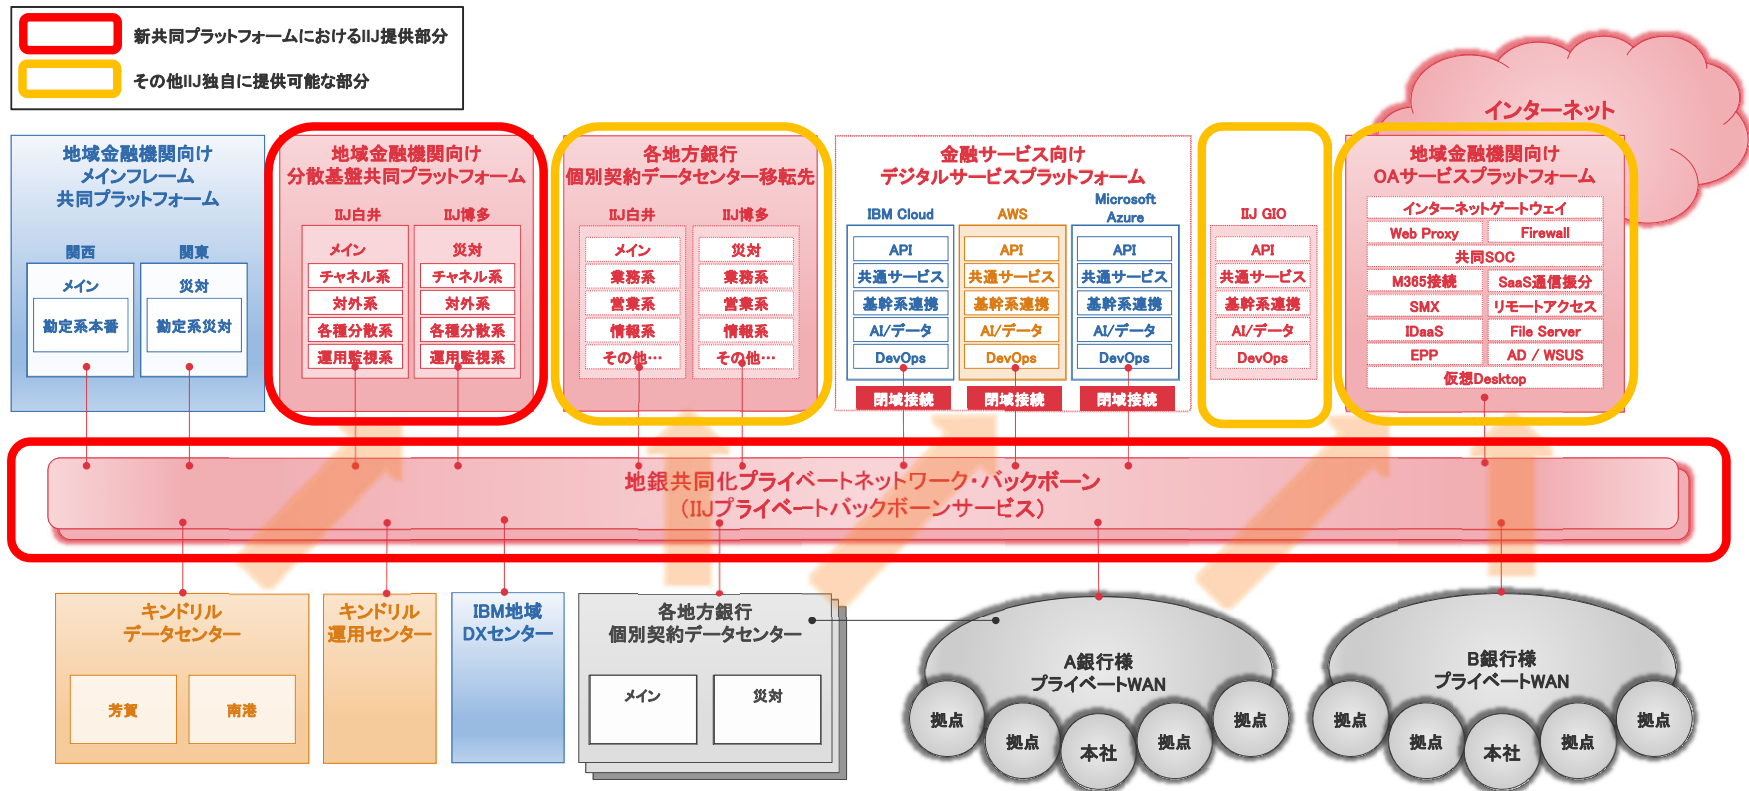 新共同プラットフォームにおけるIIJ提供部分
その他IIJ独自に提供可能な部分
インターネット
地域金融機関向け
メインフレーム
共同プラットフォーム
関西
関東
メイン
災対
勘定系本番
勘定系災対
地域金融機関向け
分散基盤共同プラットフォーム
IIJ白井
IIJ博多
メイン
災対
チャネル系
チャネル系
対外系
対外系
各種分散系
各種分散系
運用監視系
運用監視系
各地方銀行
個別契約データセンター移転先
IIJ白井
IIJ博多
メイン
災対
業務系
業務系
営業系
営業系
情報系
情報系
その他…
その他…
金融サービス向け
デジタルサービスプラットフォーム
IBM Cloud
AWS
Microsoft
Azure
API
API
API
共通サービス
共通サービス
共通サービス
基幹系連携
基幹系連携
基幹系連携
AI/データ
AI/データ
AI/データ
DevOps
DevOps
DevOps
閉域接続
閉域接続
閉域接続
IIJ GIO
API
共通サービス
基幹系連携
AI/データ
DevOps
地域金融機関向け
OAサービスプラットフォーム
インターネットゲートウェイ
Web Proxy
Firewall
共同SOC
M365接続
SaaS通信振分
SMX
リモートアクセス
IDaaS
File Server
EPP
AD / WSUS
仮想Desktop
地銀共同化プライベートネットワーク・バックボーン
(IIJプライベートバックボーンサービス)
キンドリル
データセンター
芳賀
南港
キンドリル
運用センター
IBM地域
DXセンター
各地方銀行
個別契約データセンター
メイン
災対
A銀行様
プライベートWAN
拠点
拠点
本社
拠点
拠点
B銀行様
プライベートWAN
拠点
拠点
本社
拠点
拠点